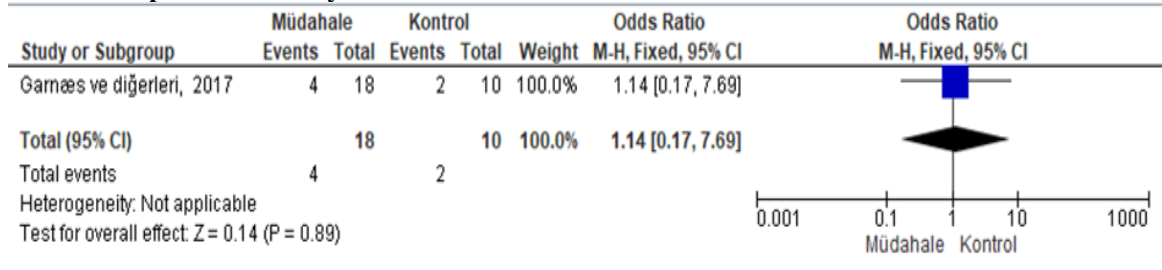 Müdahale Kontrol Odds Ratio Odds Ratio
Study or Subgroup Events Total Events Total Weight M-H, Fixed, 95% CI M-H, Fixed, 95% CI
Garnæs ve diğerleri, 2017 4 18 2 10 100.0% 1.14 [0.17, 7.69]
Total (95% CI) 18 10 100.0% 1.14 [0.17, 7.69]
Total events 4 2
Heterogeneity: Not applicable
Test for overall effect: Z = 0.14 (P = 0.89)
0.001 0.1 1 10 1000
Müdahale Kontrol